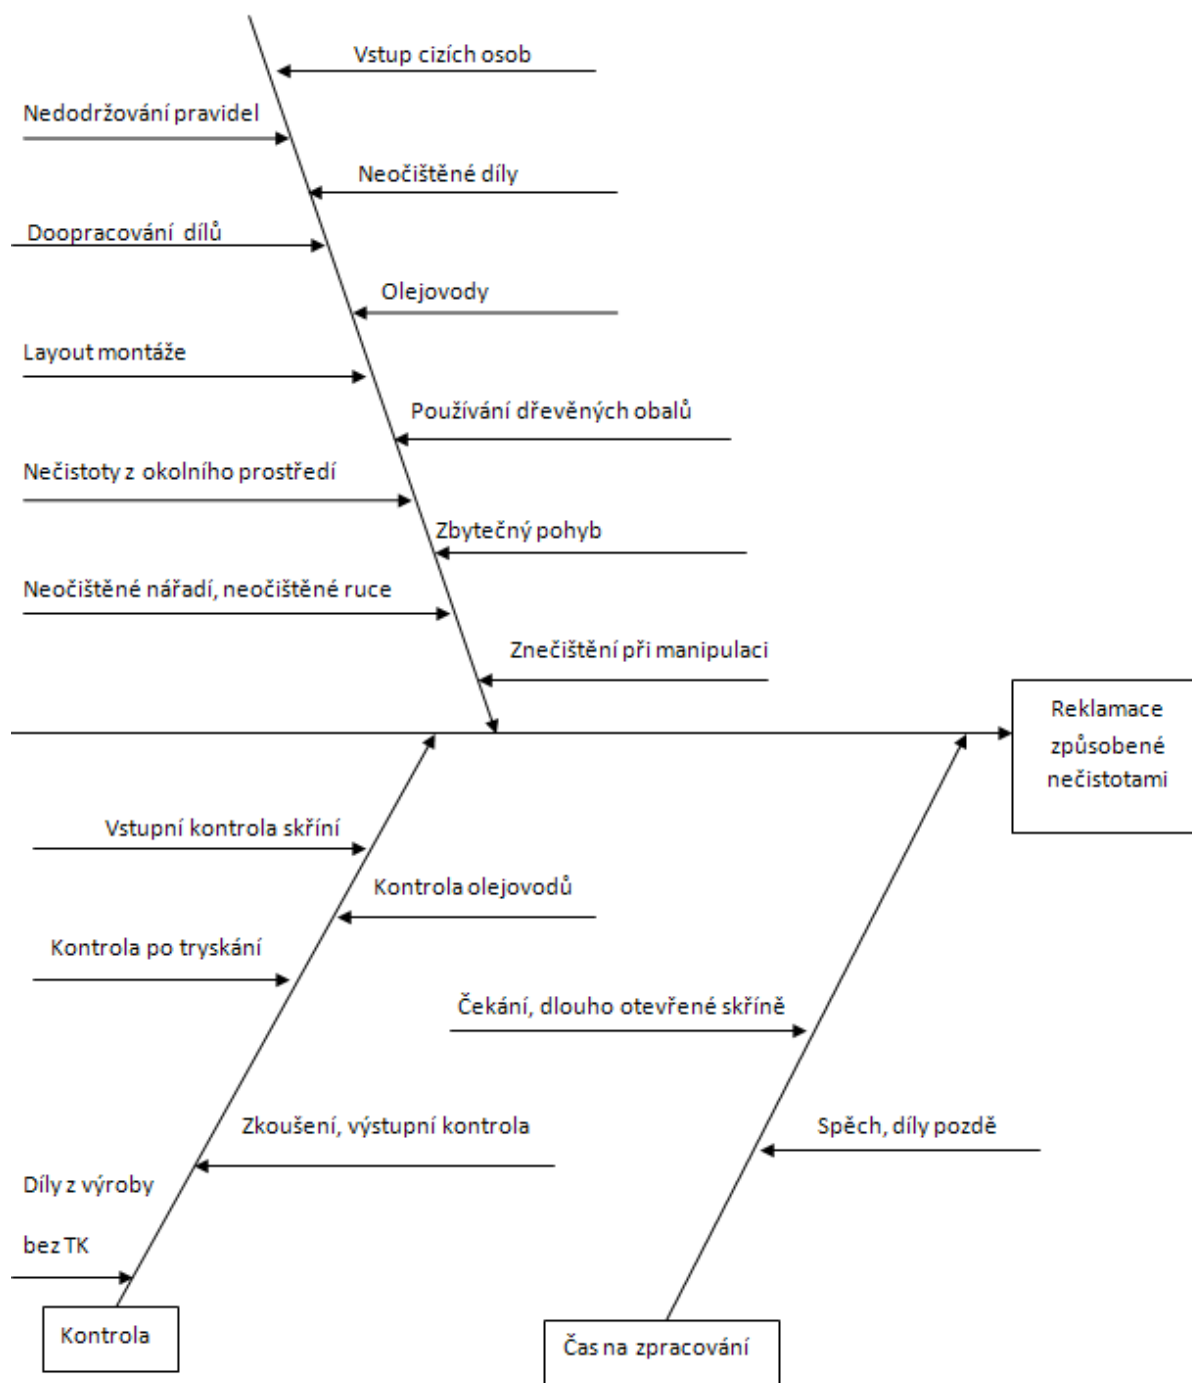 Vstup cizích osob
Nedodržování pravidel
Neočištěné díly
Doopracování dílů
Olejovody
Layout montáže
Používání dřevěných obalů
Nečistoty z okolního prostředí
Zbytečný pohyb
Neočištěné nářadí, neočištěné ruce
Znečištění při manipulaci
Reklamace
způsobené
nečistotami
Vstupní kontrola skříní
Kontrola olejovodů
Kontrola po tryskání
Čekání, dlouho otevřené skříně
Zkoušení, výstupní kontrola
Spěch, díly pozdě
Díly z výroby
bez TK
Kontrola
Čas na zpracování